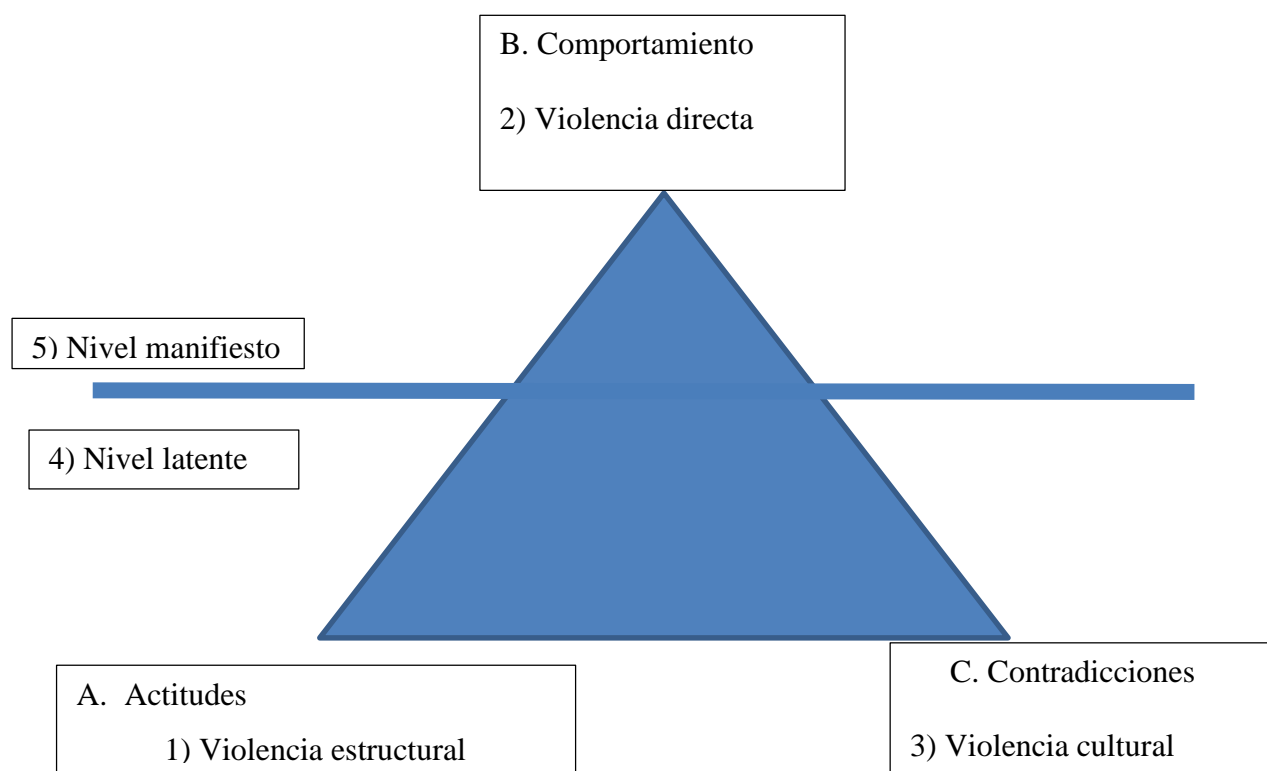 B. Comportamiento
2) Violencia directa
5) Nivel manifiesto
4) Nivel latente
A. Actitudes
1) Violencia estructural
C. Contradicciones
3) Violencia cultural